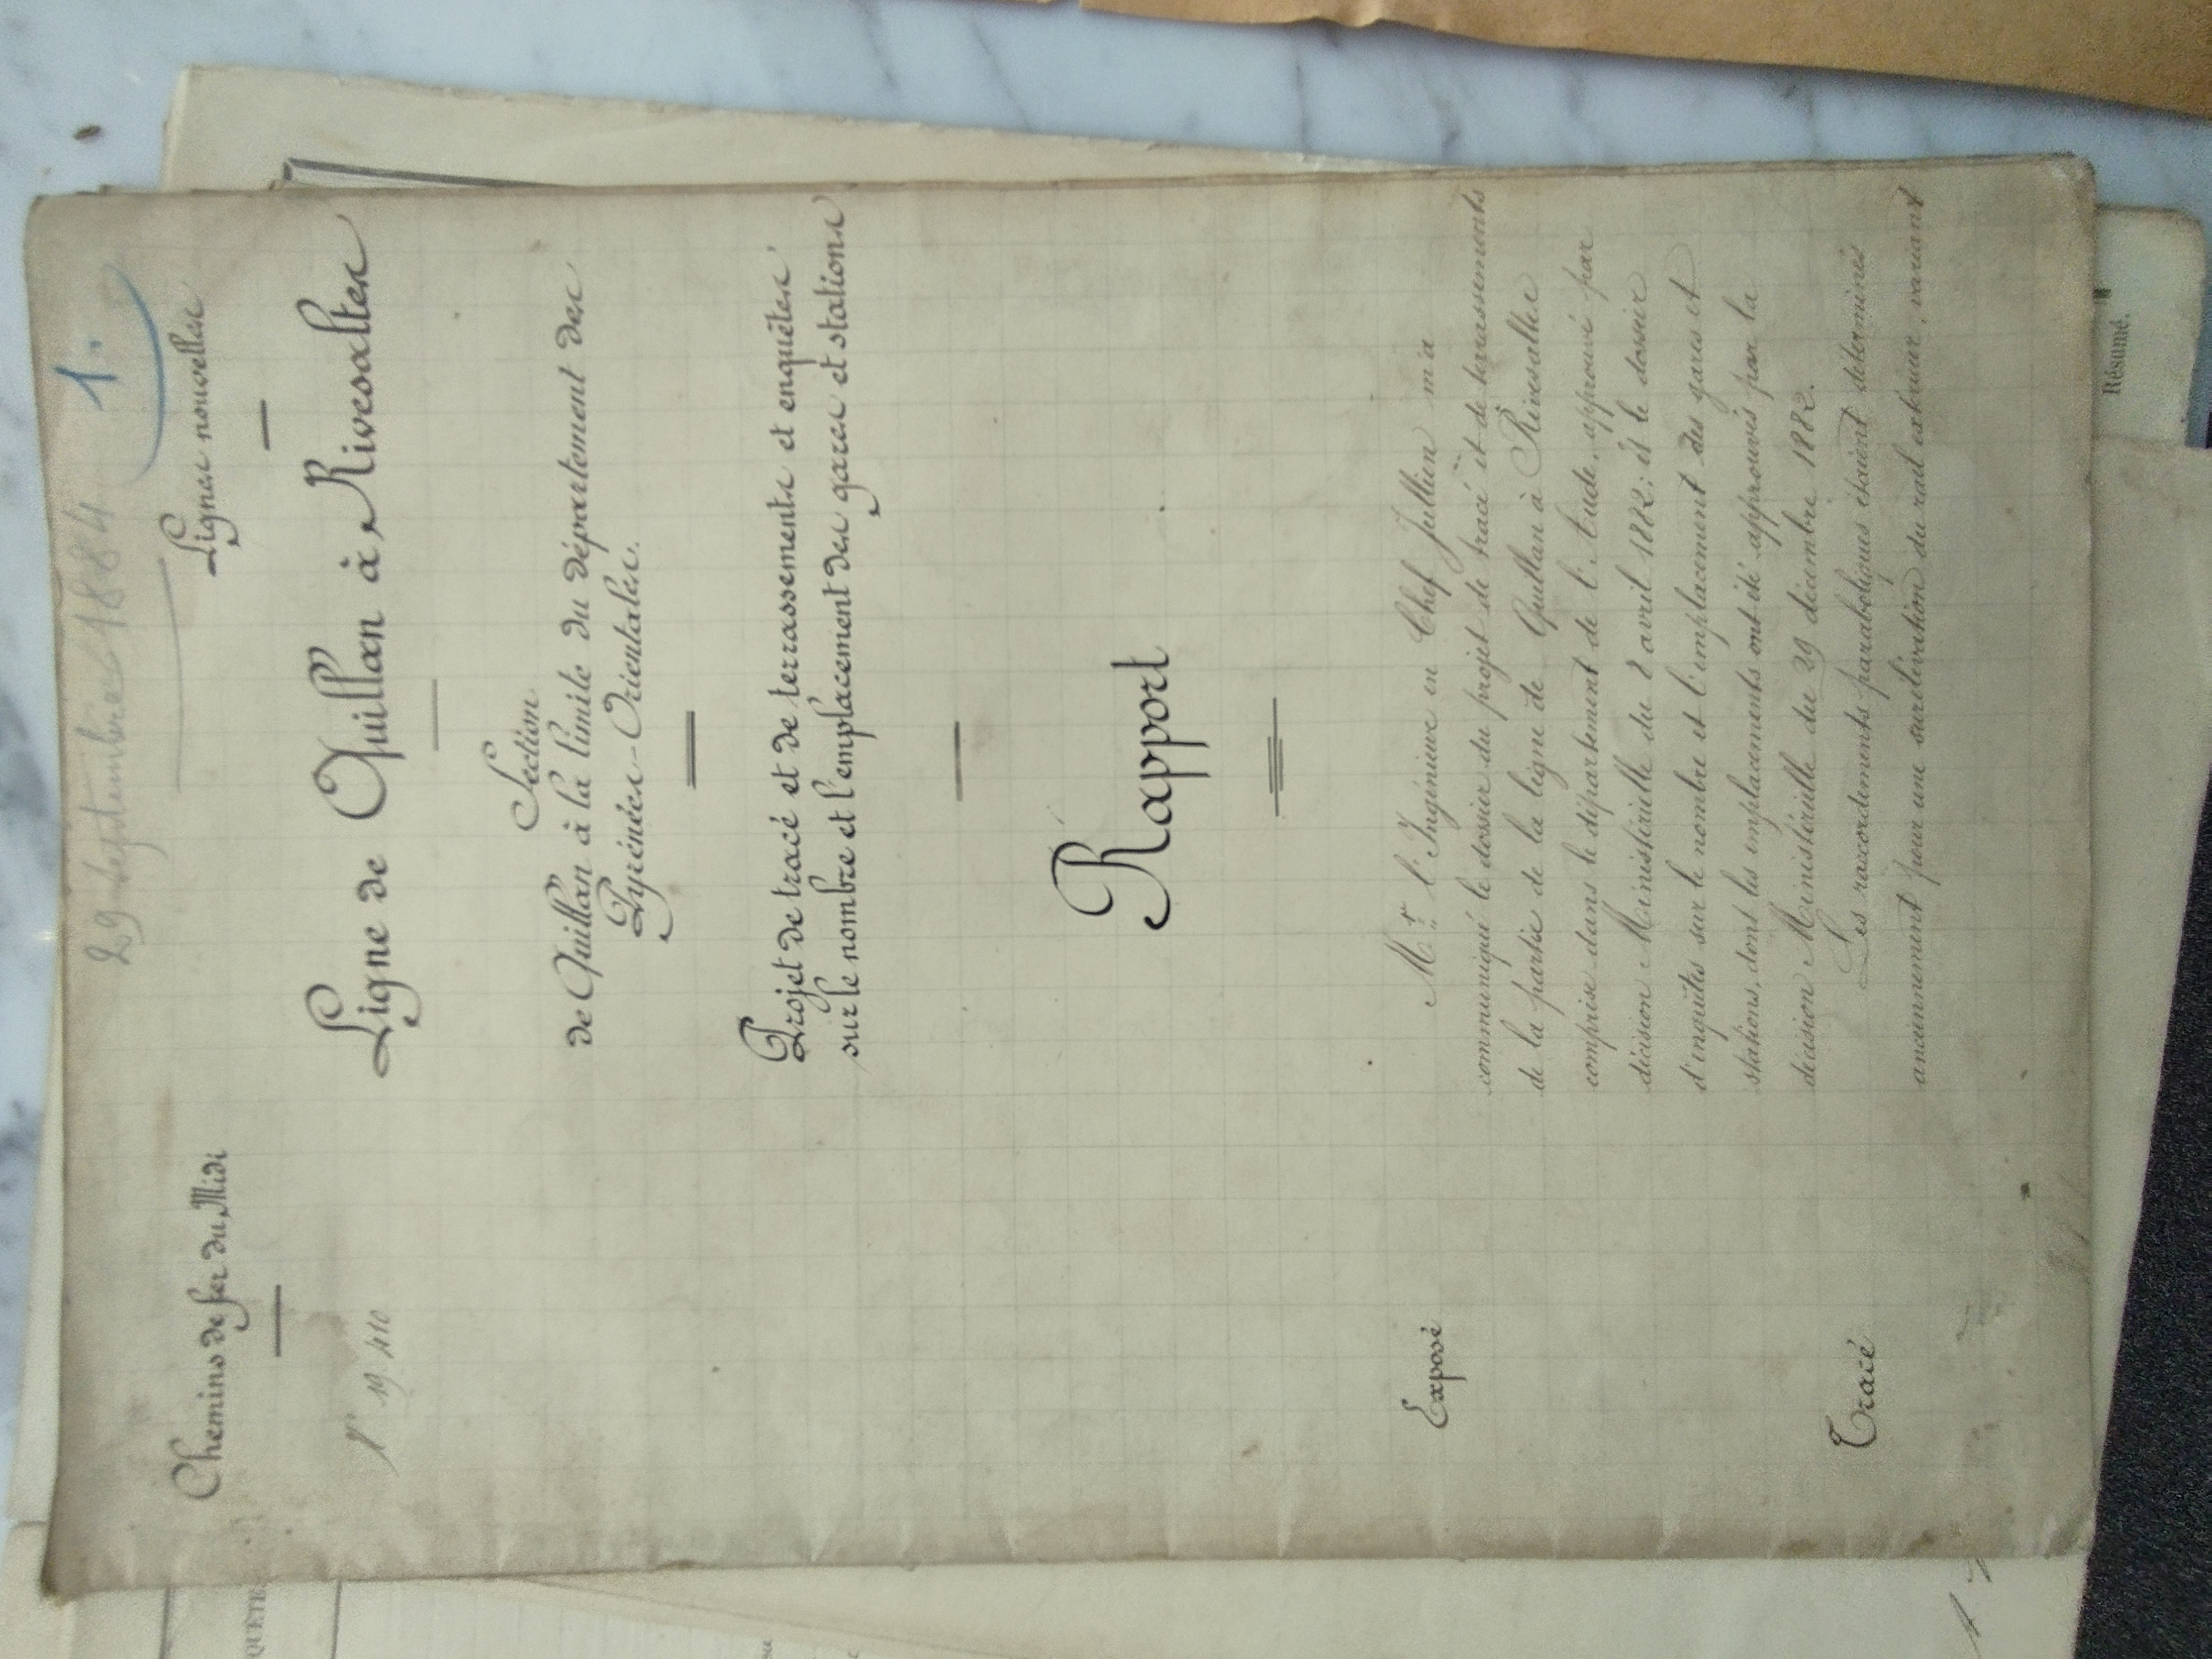 29 septembre 1884
1.
Chemins de fer du Midi
Lignes nouvelles
N° 19.410
Ligne de Quillan à Rivesaltes
Section
de Quillan à la limite du département des
Pyrénées-Orientales.
Projet de tracé et de terrassements et enquêtes
sur le nombre et l'emplacement des gares et stations
Rapport
Exposé
Mr. l'Ingénieur en Chef Jullien m'a
communiqué le dossier du projet de tracé et de terrassements
de la partie de la ligne de Quillan à Rivesaltes
comprise dans le département de l'Aude, approuvé par
décision Ministérielle du 8 avril 1882; et le dossier
d'enquêtes sur le nombre et l'emplacement des gares et
stations, dont les emplacements ont été approuvés par la
décision Ministérielle du 29 décembre 1882.
Tracé
Les raccordements paraboliques étaient déterminés
anciennement pour une surélévation du rail extérieur, variant
Résumé.